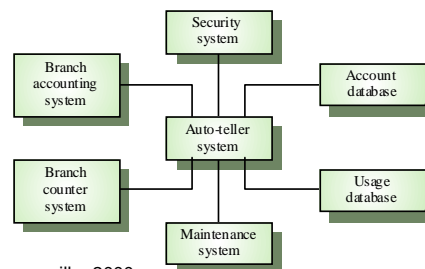 Security
system
Branch
accounting
system
Account
database
Auto-teller
system
Branch
counter
system
Usage
database
Maintenance
system